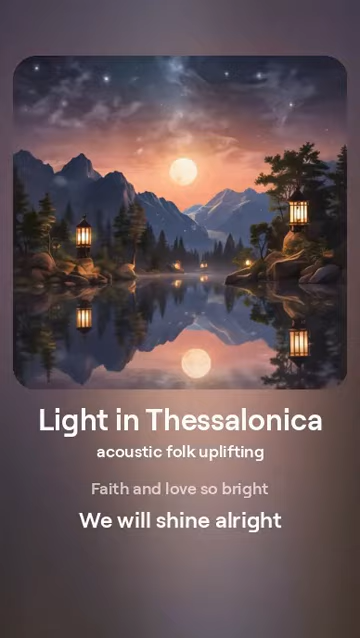 Light in Thessalonica
acoustic folk uplifting
Faith and love so bright
We will shine alright